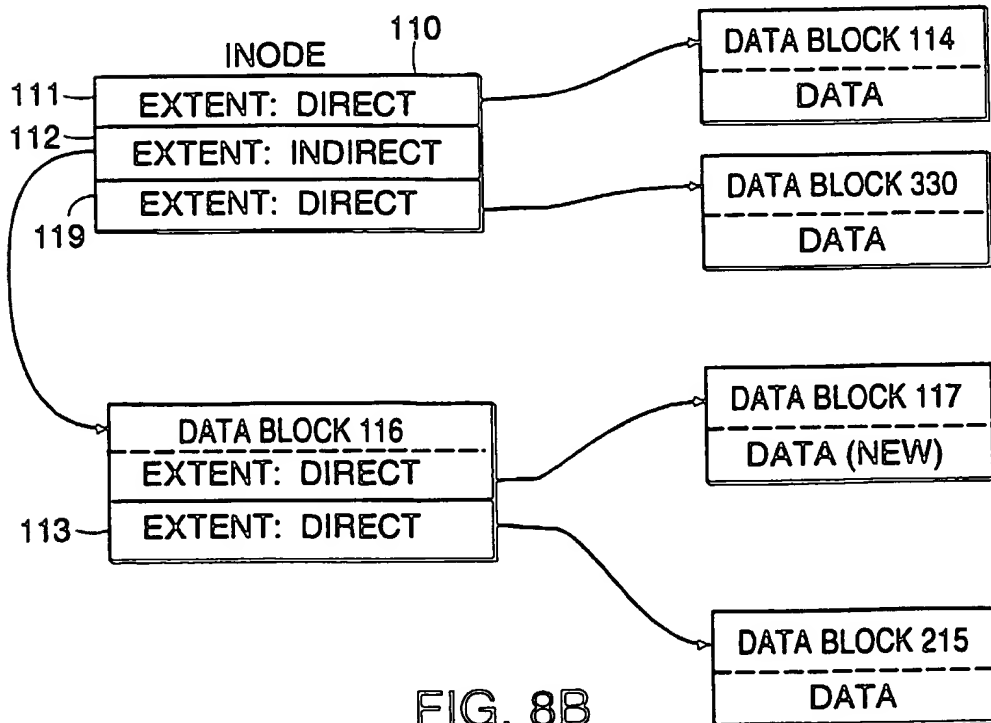 INODE
110
111
EXTENT: DIRECT
112
EXTENT: INDIRECT
EXTENT: DIRECT
119
DATA BLOCK 114
DATA
DATA BLOCK 330
DATA
DATA BLOCK 116
EXTENT: DIRECT
113
EXTENT: DIRECT
DATA BLOCK 117
DATA (NEW)
DATA BLOCK 215
DATA
FIG. 8B